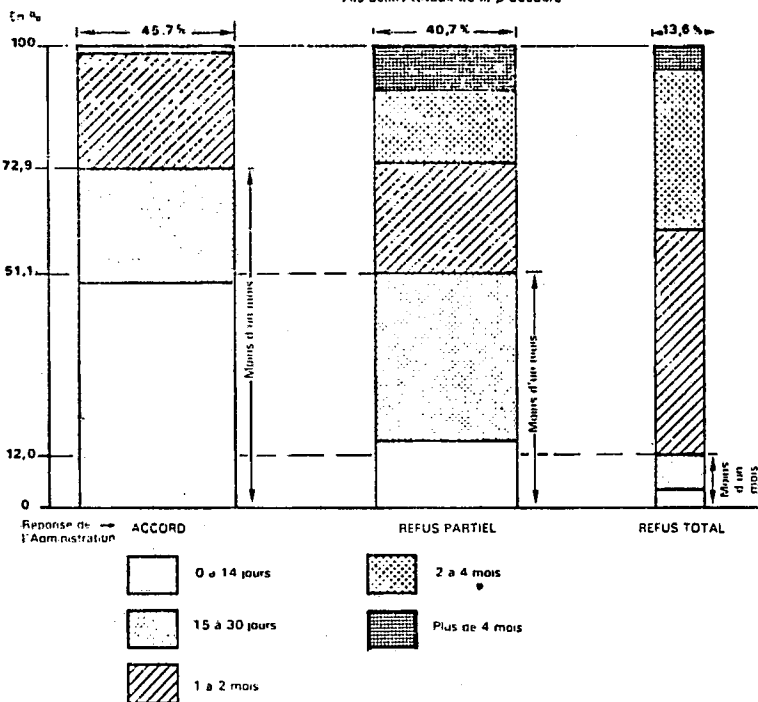 En %
45.7%
40,7%
13,6%
100
72,9
51,1
12,0
0
Moins d'un mois
Moins d'un mois
Moins d'un mois
Reponse de → ACCORD REFUS PARTIEL REFUS TOTAL
l'Administration
0 a 14 jours
2 a 4 mois
15 à 30 jours
Plus de 4 mois
1 a 2 mois